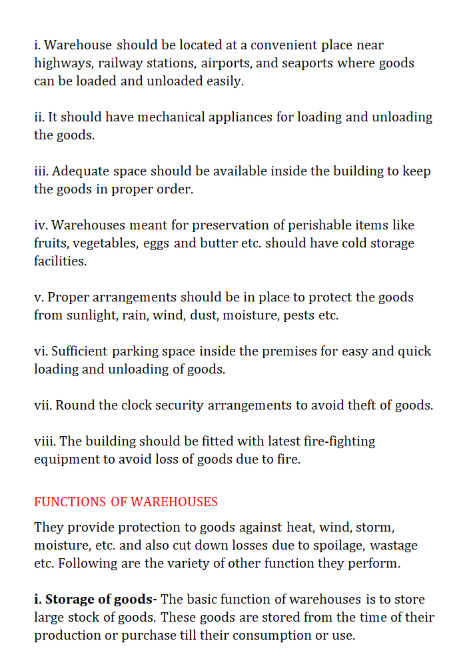 i. Warehouse should be located at a convenient place near
highways, railway stations, airports, and seaports where goods
can be loaded and unloaded easily.
ii. It should have mechanical appliances for loading and unloading
the goods.
iii. Adequate space should be available inside the building to keep
the goods in proper order.
iv. Warehouses meant for preservation of perishable items like
fruits, vegetables, eggs and butter etc. should have cold storage
facilities.
v. Proper arrangements should be in place to protect the goods
from sunlight, rain, wind, dust, moisture, pests etc.
vi. Sufficient parking space inside the premises for easy and quick
loading and unloading of goods.
vii. Round the clock security arrangements to avoid theft of goods.
viii. The building should be fitted with latest fire-fighting
equipment to avoid loss of goods due to fire.
FUNCTIONS OF WAREHOUSES
They provide protection to goods against heat, wind, storm,
moisture, etc. and also cut down losses due to spoilage, wastage
etc. Following are the variety of other function they perform.
i. Storage of goods- The basic function of warehouses is to store
large stock of goods. These goods are stored from the time of their
production or purchase till their consumption or use.